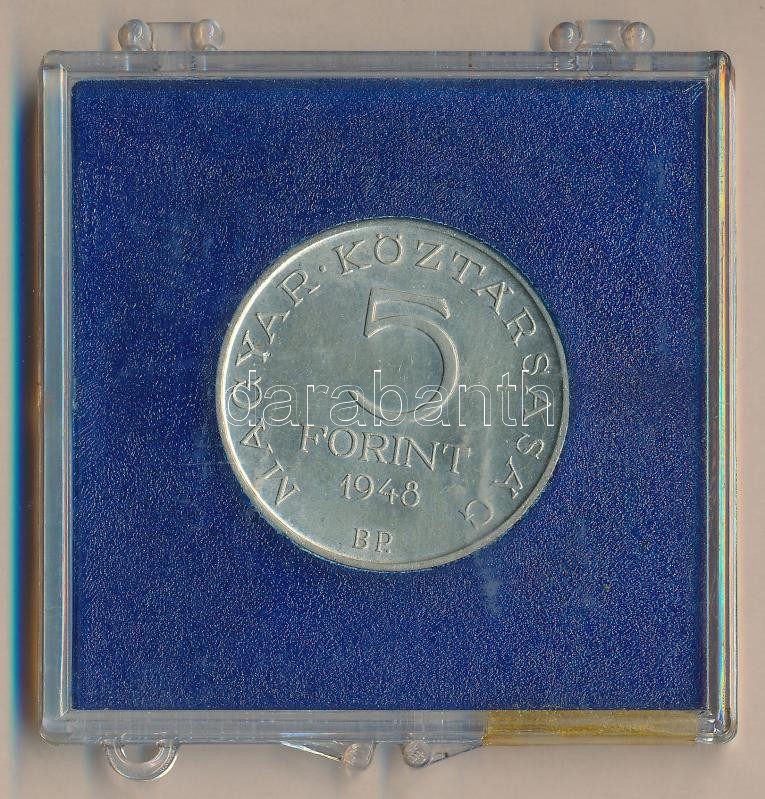 MAGYAR · KÖZTÁRSASÁG
5
FORINT
1948
BP.
darabanth